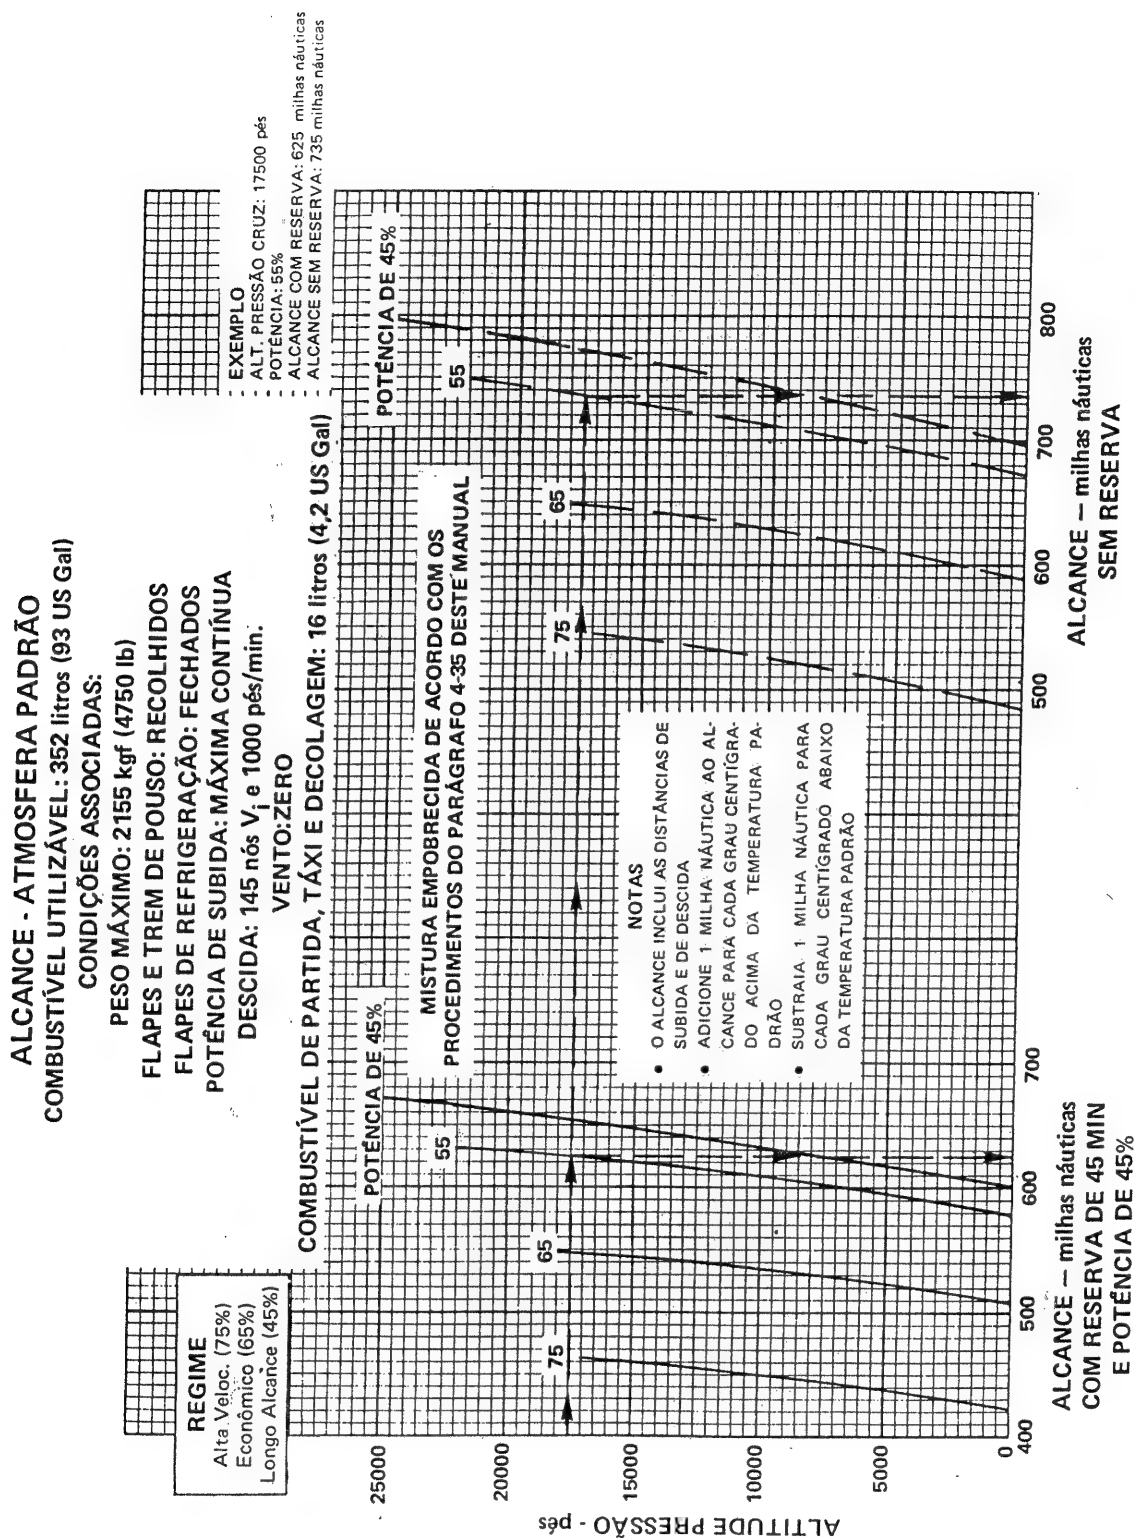 ALCANCE - ATMOSFERA PADRÃO
COMBUSTÍVEL UTILIZÁVEL: 352 litros (93 US Gal)
CONDIÇÕES ASSOCIADAS:
PESO MÁXIMO: 2155 kgf (4750 lb)
FLAPES E TREM DE POUSO: RECOLHIDOS
FLAPES DE REFRIGERAÇÃO: FECHADOS
POTÊNCIA DE SUBIDA: MÁXIMA CONTÍNUA
DESCIDA: 145 nós Vi e 1000 pés/min.
VENTO: ZERO
COMBUSTÍVEL DE PARTIDA, TÁXI E DECOLAGEM: 16 litros (4,2 US Gal)
REGIME
Alta Veloc. (75%)
Econômico (65%)
Longo Alcance (45%)
EXEMPLO
- ALT. PRESSÃO CRUZ: 17500 pés
- POTÊNCIA: 55%
- ALCANCE COM RESERVA: 625 milhas náuticas
- ALCANCE SEM RESERVA: 735 milhas náuticas
POTÊNCIA DE 45%
POTÊNCIA DE 45%
MISTURA EMPOBRECIDA DE ACORDO COM OS
PROCEDIMENTOS DO PARÁGRAFO 4-35 DESTE MANUAL
75
65
55
75
65
55
NOTAS
• O ALCANCE INCLUI AS DISTÂNCIAS DE
SUBIDA E DE DESCIDA
• ADICIONE 1 MILHA NÁUTICA AO AL-
CANCE PARA CADA GRAU CENTÍGRA-
DO ACIMA DA TEMPERATURA PA-
DRÃO
• SUBTRAIA 1 MILHA NÁUTICA PARA
CADA GRAU CENTÍGRADO ABAIXO
DA TEMPERATURA PADRÃO
ALTITUDE PRESSÃO - pés
25000
20000
15000
10000
5000
0
400
500
600
700
500
600
700
800
ALCANCE – milhas náuticas
COM RESERVA DE 45 MIN
E POTÊNCIA DE 45%
ALCANCE – milhas náuticas
SEM RESERVA